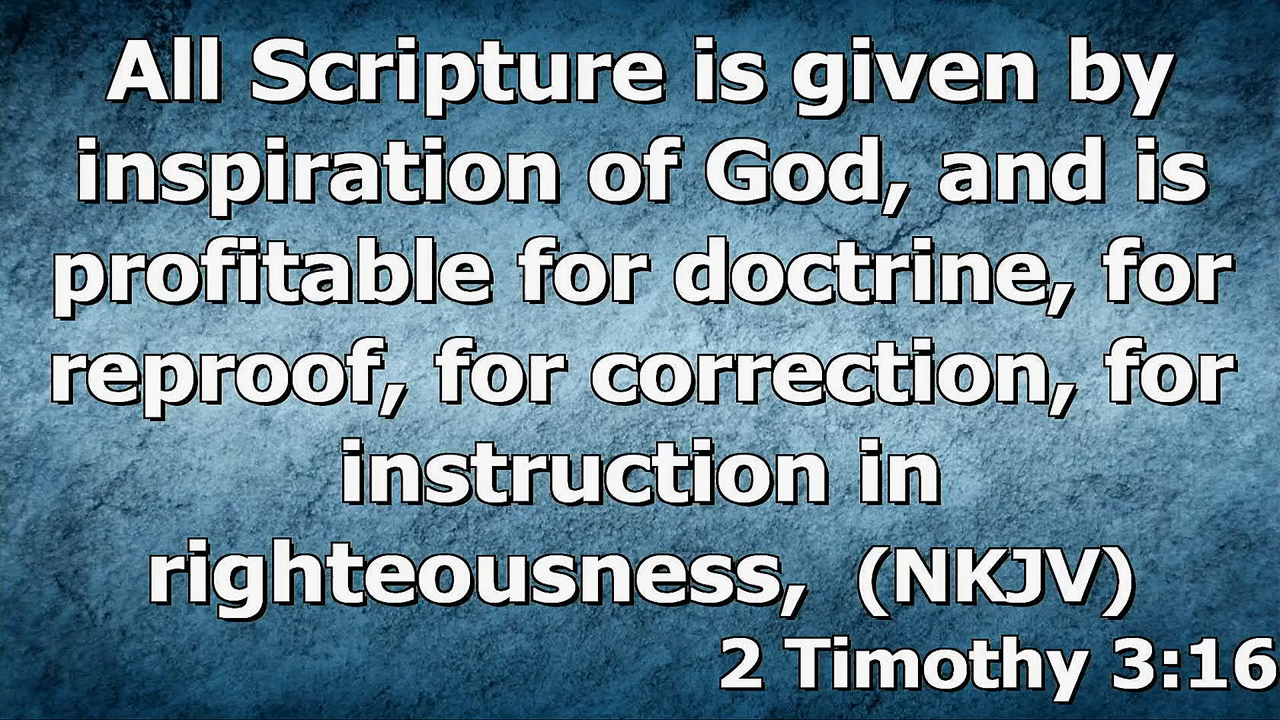 All Scripture is given by
inspiration of God, and is
profitable for doctrine, for
reproof, for correction, for
instruction in
righteousness, (NKJV)
2 Timothy 3:16